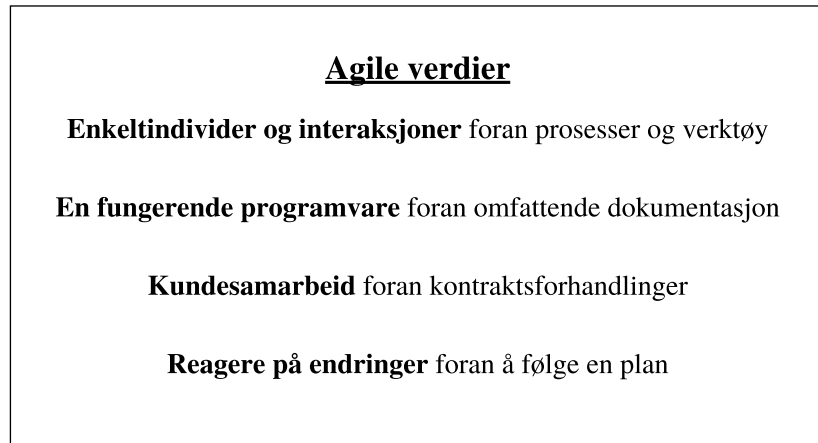 Agile verdier
Enkeltindivider og interaksjoner foran prosesser og verktøy
En fungerende programvare foran omfattende dokumentasjon
Kundesamarbeid foran kontraktsforhandlinger
Reagere på endringer foran å følge en plan